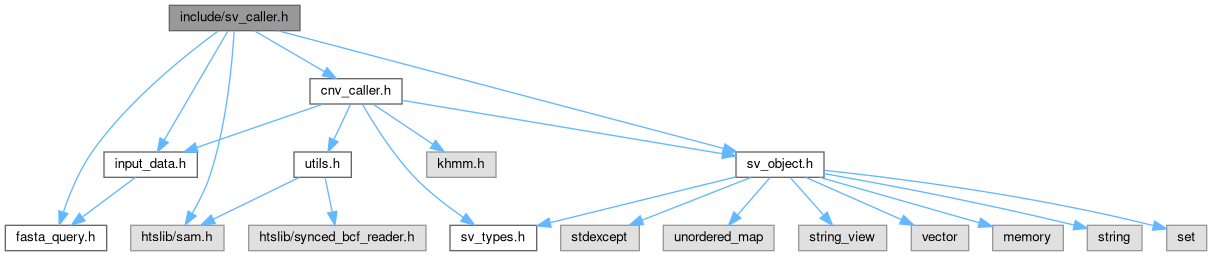 include/sv_caller.h
cnv_caller.h
input_data.h
utils.h
khmm.h
sv_object.h
fasta_query.h
htslib/sam.h
htslib/synced_bcf_reader.h
sv_types.h
stdexcept
unordered_map
string_view
vector
memory
string
set